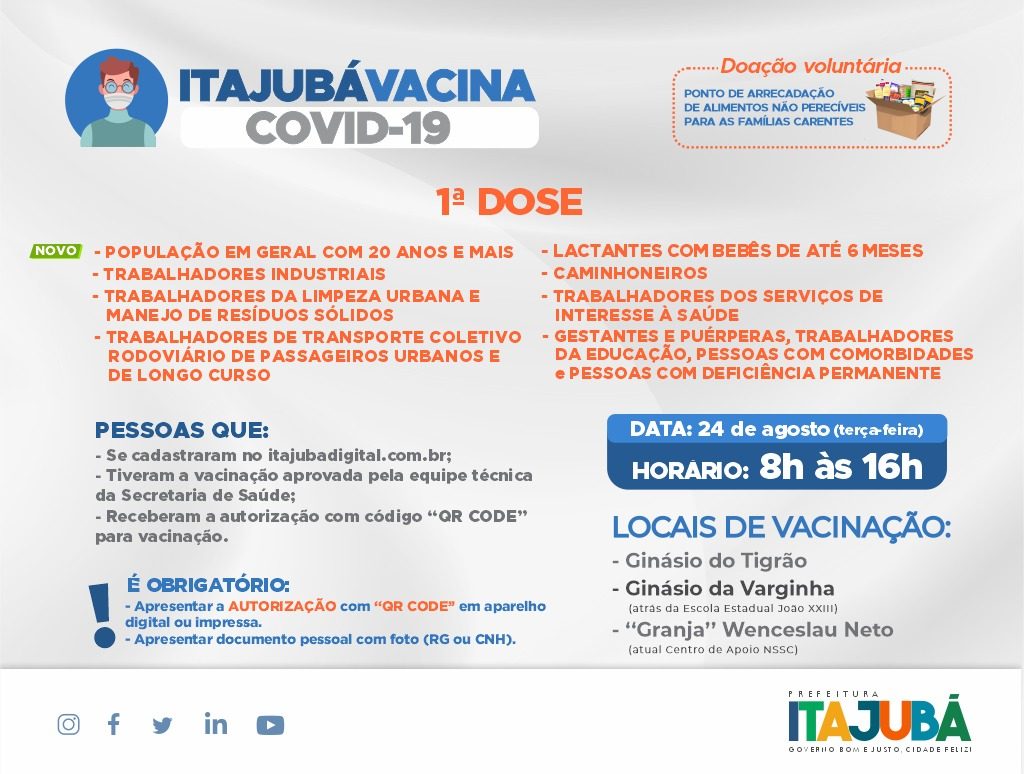 ITAJUBÁVACINA
COVID-19
Doação voluntária
PONTO DE ARRECADAÇÃO
DE ALIMENTOS NÃO PERECÍVEIS
PARA AS FAMÍLIAS CARENTES
1ª DOSE
NOVO
- POPULAÇÃO EM GERAL COM 20 ANOS E MAIS
- TRABALHADORES INDUSTRIAIS
- TRABALHADORES DA LIMPEZA URBANA E
MANEJO DE RESÍDUOS SÓLIDOS
- TRABALHADORES DE TRANSPORTE COLETIVO
RODOVIÁRIO DE PASSAGEIROS URBANOS E
DE LONGO CURSO
- LACTANTES COM BEBÊS DE ATÉ 6 MESES
- CAMINHONEIROS
- TRABALHADORES DOS SERVIÇOS DE
INTERESSE À SAÚDE
- GESTANTES E PUÉRPERAS, TRABALHADORES
DA EDUCAÇÃO, PESSOAS COM COMORBIDADES
e PESSOAS COM DEFICIÊNCIA PERMANENTE
PESSOAS QUE:
- Se cadastraram no itajubadigital.com.br;
- Tiveram a vacinação aprovada pela equipe técnica
da Secretaria de Saúde;
- Receberam a autorização com código “QR CODE”
para vacinação.
! É OBRIGATÓRIO:
- Apresentar a AUTORIZAÇÃO com “QR CODE” em aparelho
digital ou impressa.
- Apresentar documento pessoal com foto (RG ou CNH).
DATA: 24 de agosto (terça-feira)
HORÁRIO: 8h às 16h
LOCAIS DE VACINAÇÃO:
- Ginásio do Tigrão
- Ginásio da Varginha
(atrás da Escola Estadual João XXIII)
- “Granja” Wenceslau Neto
(atual Centro de Apoio NSSC)
PREFEITURA
ITAJUBÁ
GOVERNO BOM E JUSTO, CIDADE FELIZ!